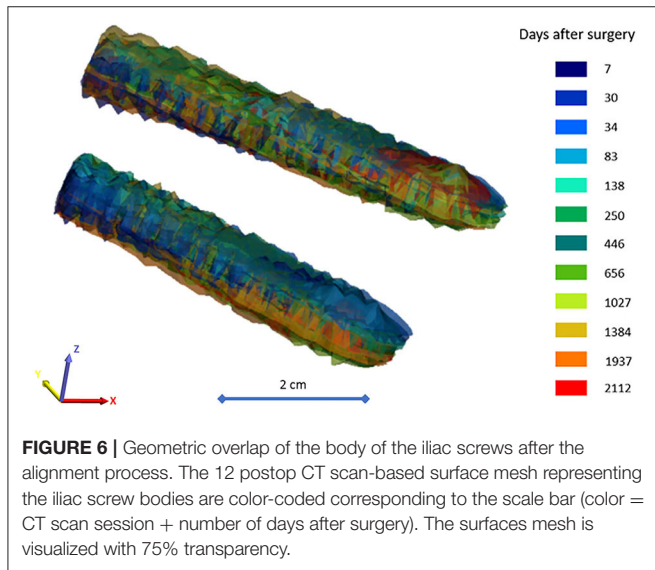 Days after surgery
7
30
34
83
138
250
446
656
1027
1384
1937
2112
Z
Y
X
2 cm
FIGURE 6 | Geometric overlap of the body of the iliac screws after the
alignment process. The 12 postop CT scan-based surface mesh representing
the iliac screw bodies are color-coded corresponding to the scale bar (color =
CT scan session + number of days after surgery). The surfaces mesh is
visualized with 75% transparency.